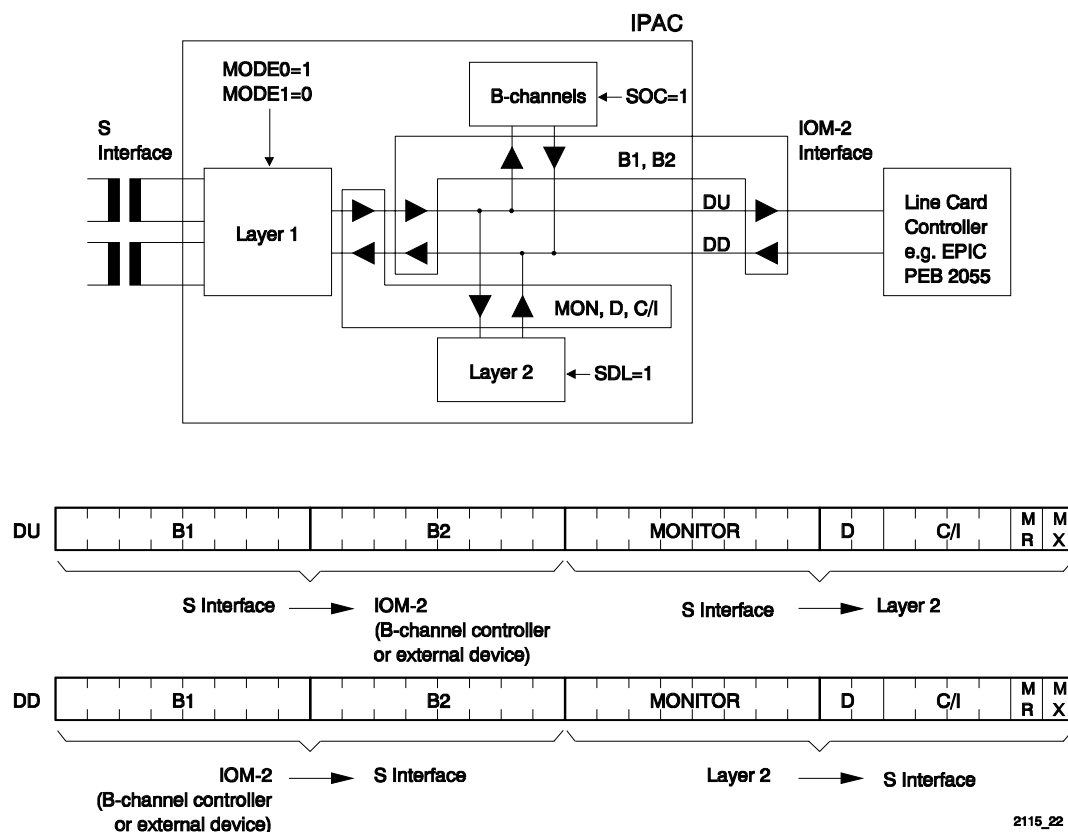 IPAC
MODE0=1
MODE1=0
B-channels
SOC=1
S
Interface
IOM-2
Interface
B1, B2
Layer 1
DU
DD
Line Card
Controller
e.g. EPIC
PEB 2055
MON, D, C/I
Layer 2
SDL=1
DU B1 B2 MONITOR D C/I M R M X
S Interface IOM-2
(B-channel controller
or external device)
S Interface Layer 2
DD B1 B2 MONITOR D C/I M R M X
IOM-2 S Interface
(B-channel controller
or external device)
Layer 2 S Interface
2115_22